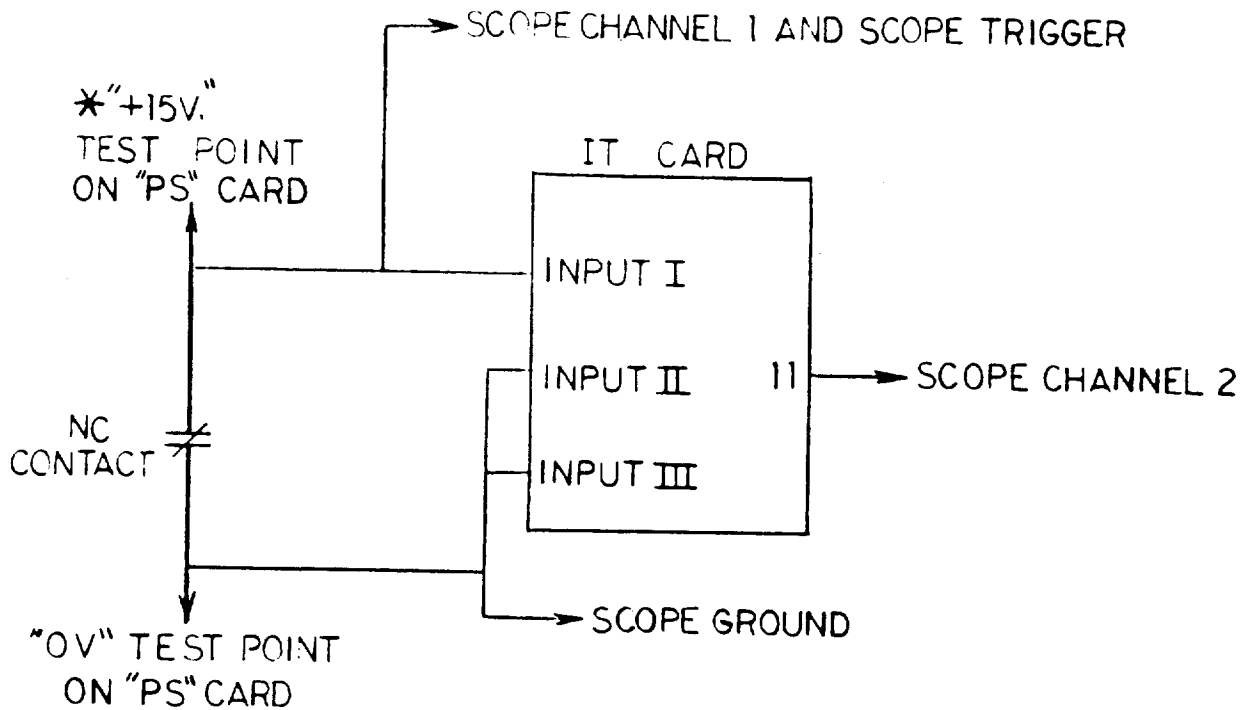 SCOPE CHANNEL 1 AND SCOPE TRIGGER
*"+15V."
TEST POINT
ON "PS" CARD
IT CARD
INPUT I
INPUT II
11
SCOPE CHANNEL 2
NC
CONTACT
INPUT III
SCOPE GROUND
"0V" TEST POINT
ON "PS" CARD